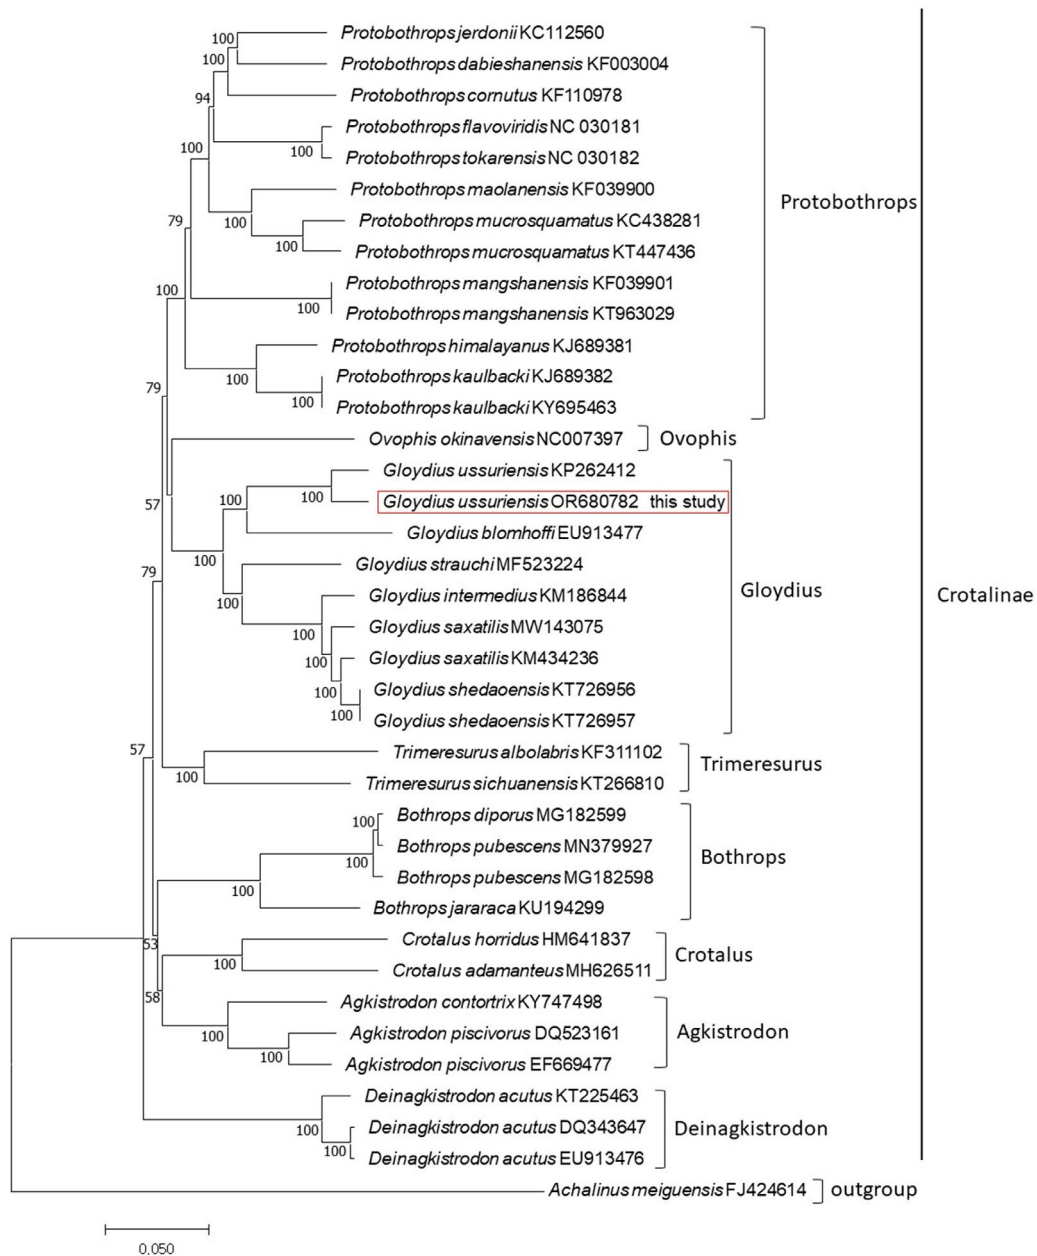 Protobothrops jerdonii KC112560
100
100
Protobothrops dabieshanensis KF003004
94
Protobothrops cornutus KF110978
Protobothrops flavoviridis NC 030181
100
100
Protobothrops tokarensis NC 030182
Protobothrops maolanensis KF039900
Protobothrops
79
100
Protobothrops mucrosquamatus KC438281
100
Protobothrops mucrosquamatus KT447436
Protobothrops mangshanensis KF039901
100
100
Protobothrops mangshanensis KT963029
Protobothrops himalayanus KJ689381
100
Protobothrops kaulbacki KJ689382
79
100
Protobothrops kaulbacki KY695463
Ovophis okinavensis NC007397
Ovophis
Gloydius ussuriensis KP262412
57
100
100
Gloydius ussuriensis OR680782 this study
Gloydius blomhoffi EU913477
100
Gloydius strauchi MF523224
79
Gloydius
Crotalinae
100
Gloydius intermedius KM186844
100
Gloydius saxatilis MW143075
100
Gloydius saxatilis KM434236
100
Gloydius shedaoensis KT726956
100
Gloydius shedaoensis KT726957
57
Trimeresurus albolabris KF311102
Trimeresurus
100
Trimeresurus sichuanensis KT266810
Bothrops diporus MG182599
100
Bothrops pubescens MN379927
Bothrops
100
Bothrops pubescens MG182598
100
Bothrops jararaca KU194299
53
Crotalus horridus HM641837
Crotalus
100
Crotalus adamanteus MH626511
58
Agkistrodon contortrix KY747498
100
Agkistrodon piscivorus DQ523161
Agkistrodon
100
Agkistrodon piscivorus EF669477
Deinagkistrodon acutus KT225463
100
Deinagkistrodon acutus DQ343647
Deinagkistrodon
100
Deinagkistrodon acutus EU913476
Achalinus meiguensis FJ424614
outgroup
0.050